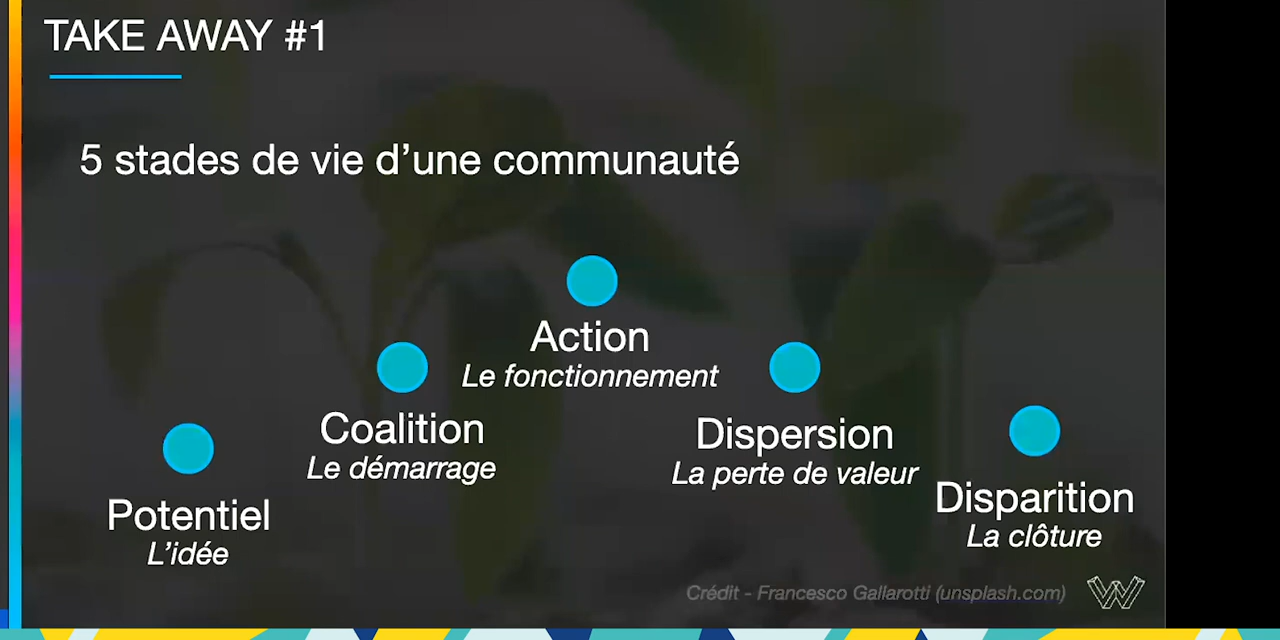 TAKE AWAY #1
5 stades de vie d’une communauté
Potentiel
L’idée
Coalition
Le démarrage
Action
Le fonctionnement
Dispersion
La perte de valeur
Disparition
La clôture
Crédit - Francesco Gallarotti (unsplash.com)